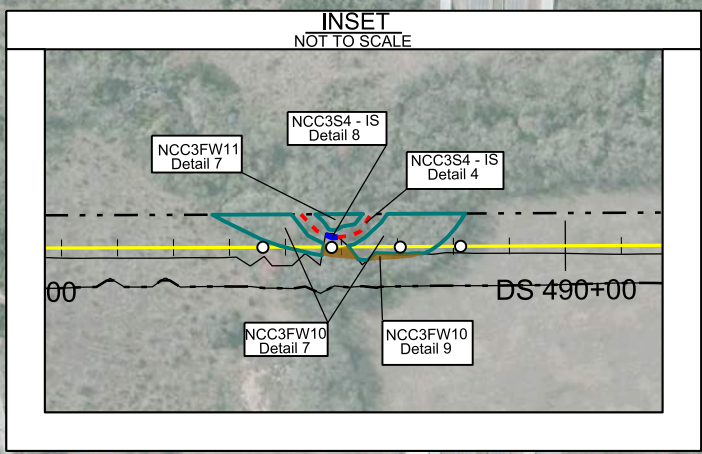 INSET
NOT TO SCALE
NCC3S4 - IS
Detail 8
NCC3FW11
Detail 7
NCC3S4 - IS
Detail 4
00
DS 490+00
NCC3FW10
Detail 7
NCC3FW10
Detail 9